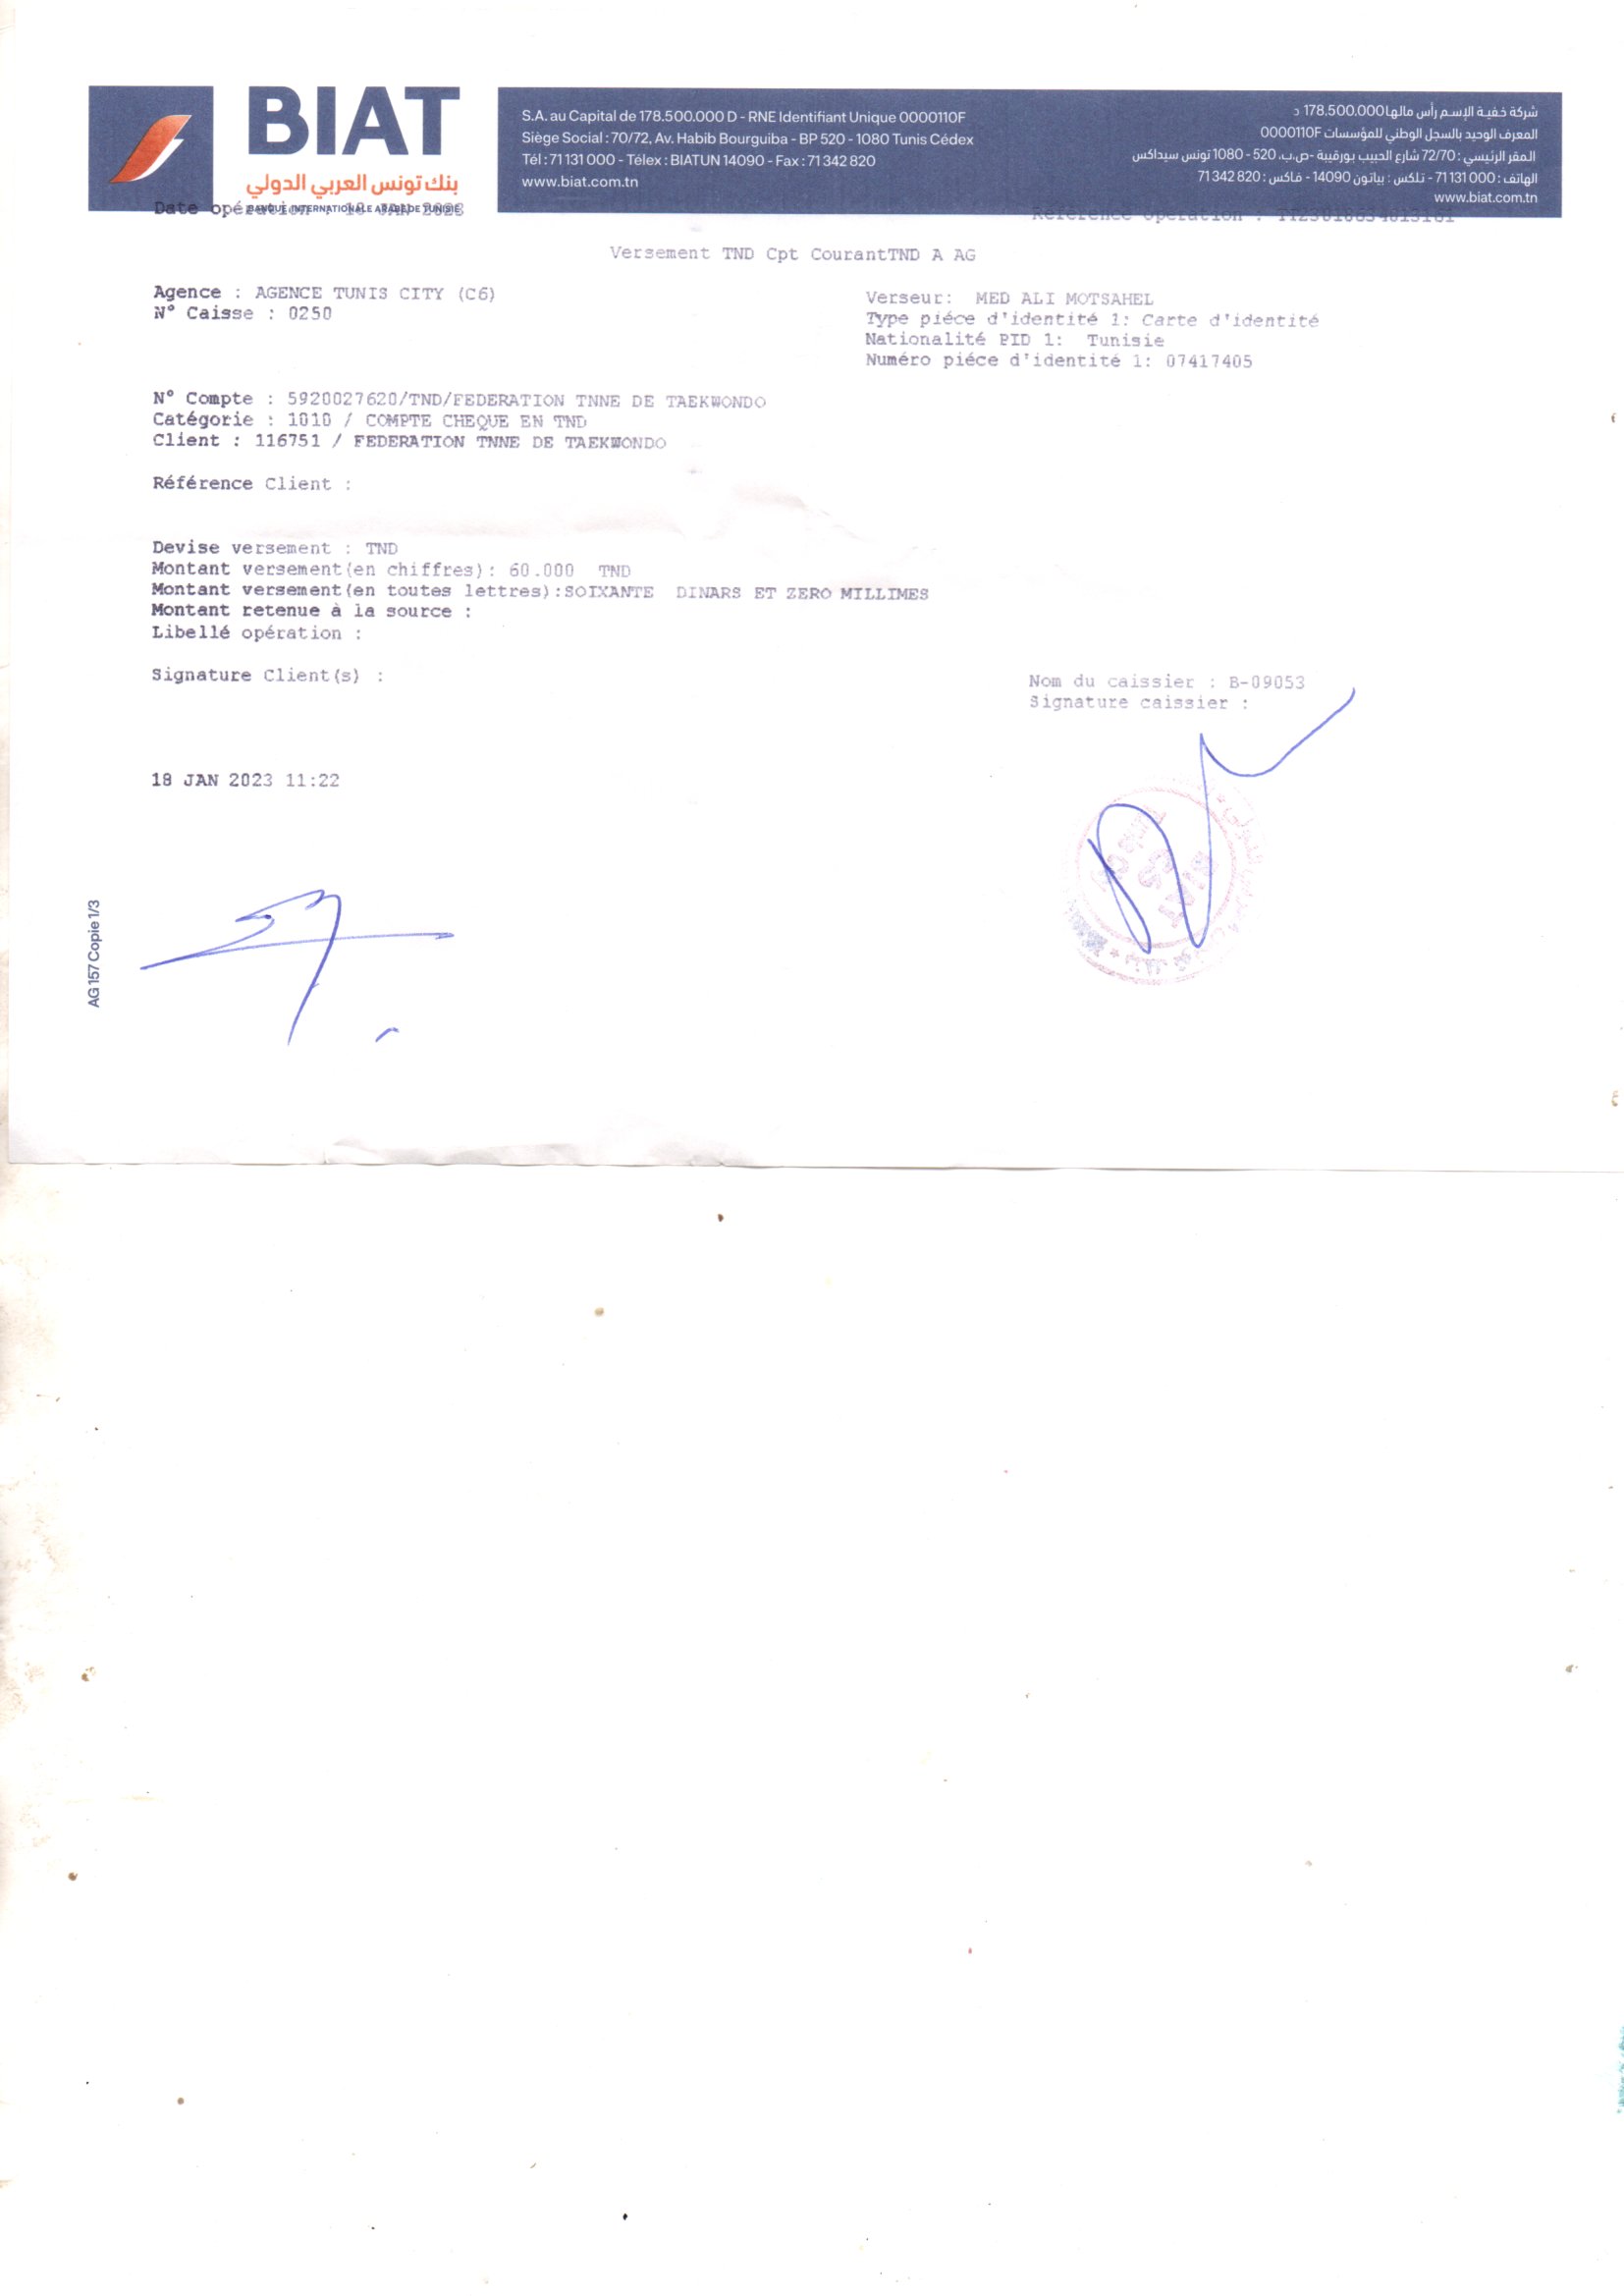 BIAT
بنك تونس العربي الدولي
BANQUE INTERNATIONALE ARABE DE TUNISIE
S.A. au Capital de 178.500.000 D - RNE Identifiant Unique 0000110F
Siège Social : 70/72, Av. Habib Bourguiba - BP 520 - 1080 Tunis Cédex
Tél : 71 131 000 - Télex : BIATUN 14090 - Fax : 71 342 820
www.biat.com.tn
شركة خفية الإسم رأس مالها 178.500.000 د
المعرف الوحيد بالسجل الوطني للمؤسسات 0000110F
المقر الرئيسي : 72/70 شارع الحبيب بورقيبة -ص.ب. 520 - 1080 تونس سيداكس
الهاتف : 000 131 71 - تلكس : بياتون 14090 - فاكس : 820 342 71
www.biat.com.tn
Date opération : 18 JAN 2023
Référence opération :
Versement TND Cpt CourantTND A AG
Agence : AGENCE TUNIS CITY (C6)
N° Caisse : 0250
Verseur: MED ALI MOTSAHEL
Type piéce d'identité 1: Carte d'identité
Nationalité PID 1: Tunisie
Numéro piéce d'identité 1: 07417405
N° Compte : 5920027620/TND/FEDERATION TNNE DE TAEKWONDO
Catégorie : 1010 / COMPTE CHEQUE EN TND
Client : 116751 / FEDERATION TNNE DE TAEKWONDO
Référence Client :
Devise versement : TND
Montant versement(en chiffres): 60.000 TND
Montant versement(en toutes lettres):SOIXANTE DINARS ET ZERO MILLIMES
Montant retenue à la source :
Libellé opération :
Signature Client(s) :
Nom du caissier : B-09053
Signature caissier :
18 JAN 2023 11:22
AG 157 Copie 1/3